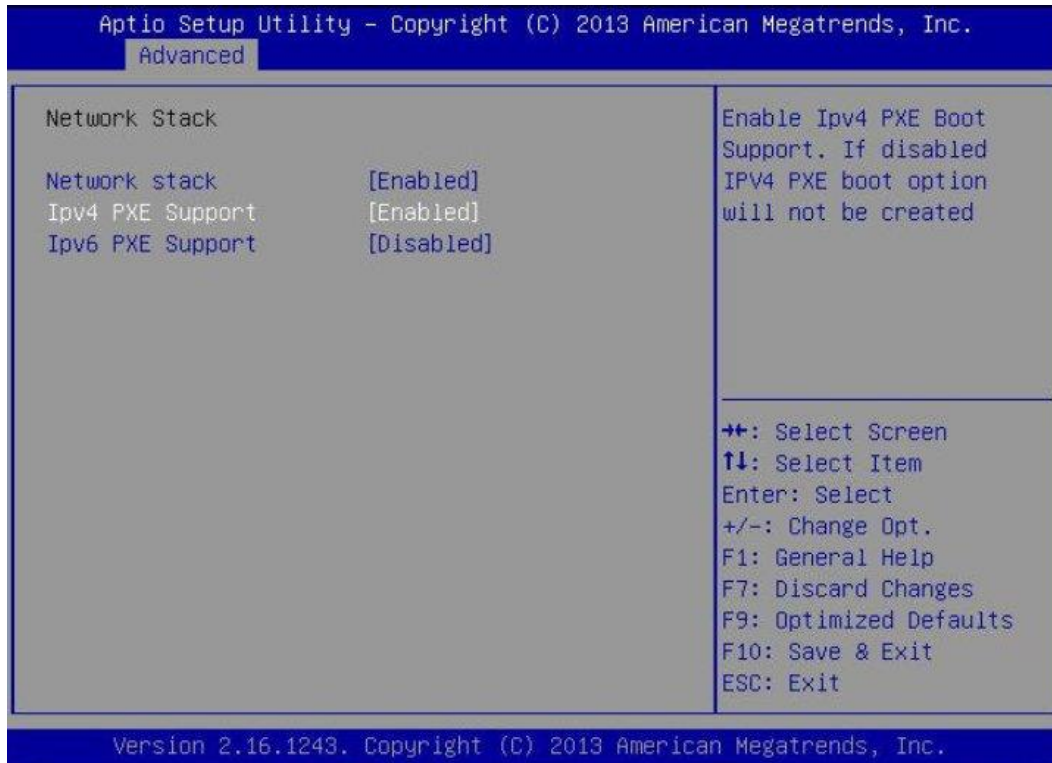 Aptio Setup Utility – Copyright (C) 2013 American Megatrends, Inc.
Advanced
Network Stack
Network stack [Enabled]
Ipv4 PXE Support [Enabled]
Ipv6 PXE Support [Disabled]
Enable Ipv4 PXE Boot
Support. If disabled
IPV4 PXE boot option
will not be created
→←: Select Screen
↑↓: Select Item
Enter: Select
+/-: Change Opt.
F1: General Help
F7: Discard Changes
F9: Optimized Defaults
F10: Save & Exit
ESC: Exit
Version 2.16.1243. Copyright (C) 2013 American Megatrends, Inc.